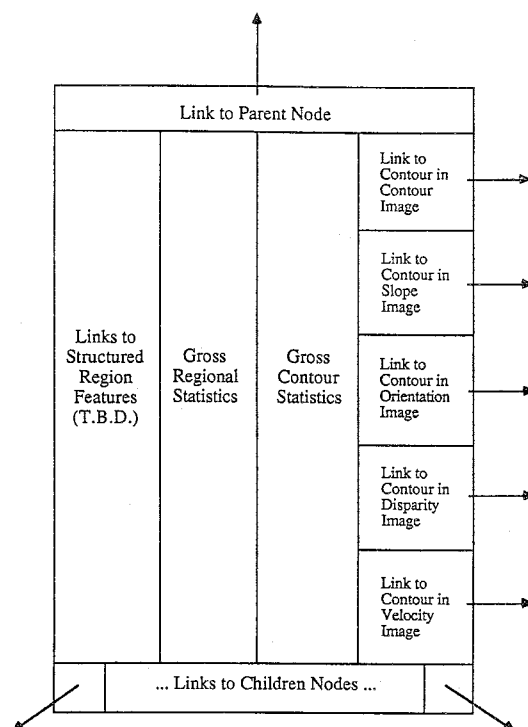 Link to Parent Node
Links to
Structured
Region
Features
(T.B.D.)
Gross
Regional
Statistics
Gross
Contour
Statistics
Link to
Contour in
Contour
Image
Link to
Contour in
Slope
Image
Link to
Contour in
Orientation
Image
Link to
Contour in
Disparity
Image
Link to
Contour in
Velocity
Image
... Links to Children Nodes ...